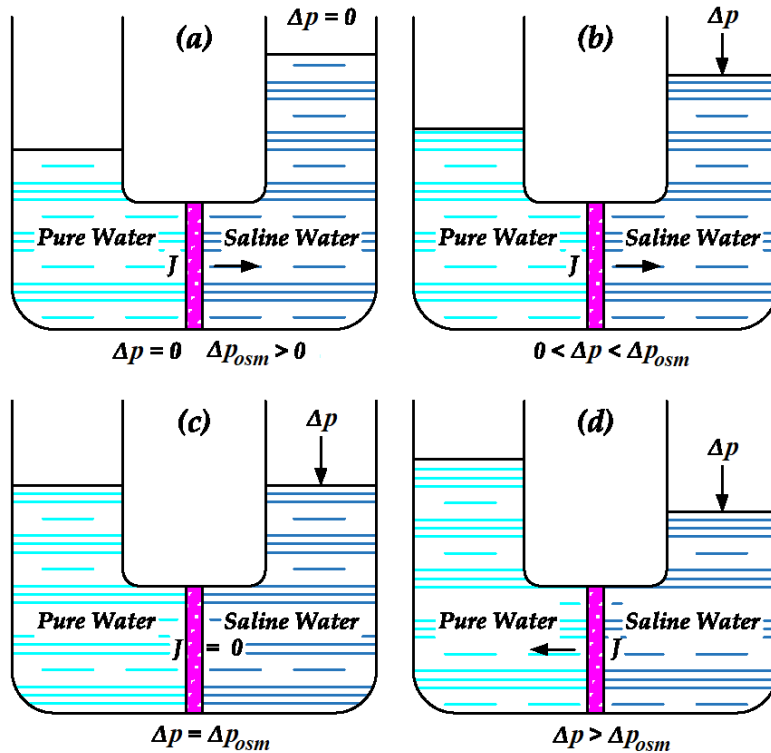 (a)
Δp = 0
Pure Water
Saline Water
J
Δp = 0
Δp_osm > 0
(b)
Δp
Pure Water
Saline Water
J
0 < Δp < Δp_osm
(c)
Δp
Pure Water
Saline Water
J = 0
Δp = Δp_osm
(d)
Δp
Pure Water
Saline Water
J
Δp > Δp_osm